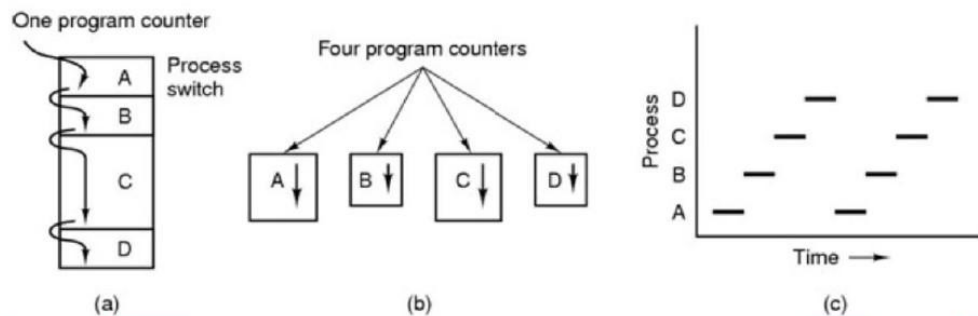 One program counter
Process
switch
A
B
C
D
(a)
Four program counters
A
B
C
D
(b)
Process
D
C
B
A
Time
(c)